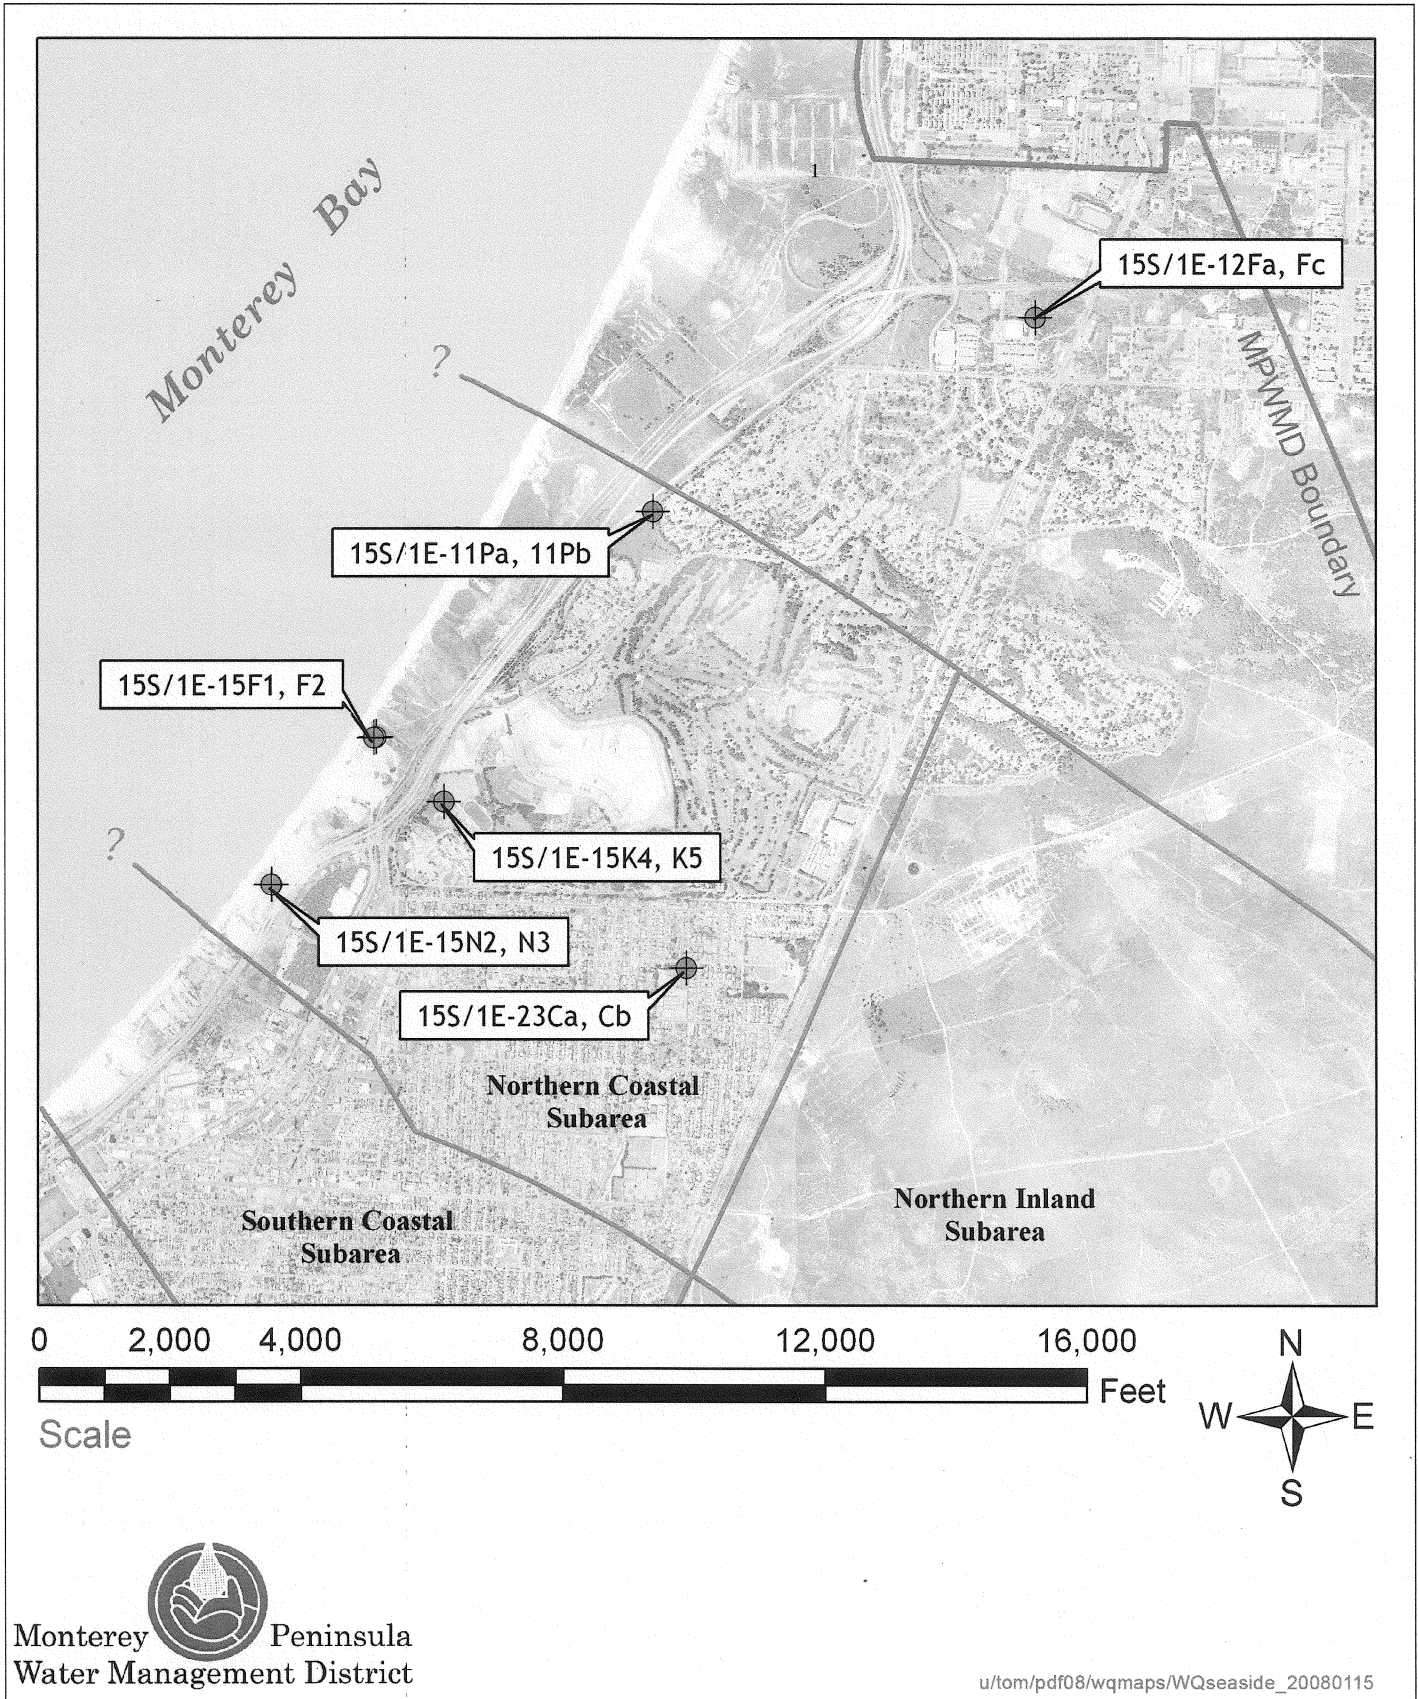 Monterey Bay
1
15S/1E-12Fa, Fc
?
MPWMD Boundary
15S/1E-11Pa, 11Pb
15S/1E-15F1, F2
?
15S/1E-15K4, K5
15S/1E-15N2, N3
15S/1E-23Ca, Cb
Northern Coastal
Subarea
Northern Inland
Subarea
Southern Coastal
Subarea
0 2,000 4,000 8,000 12,000 16,000
Feet
Scale
N
W E
S
Monterey Peninsula
Water Management District
u/tom/pdf08/wqmaps/WQseaside_20080115